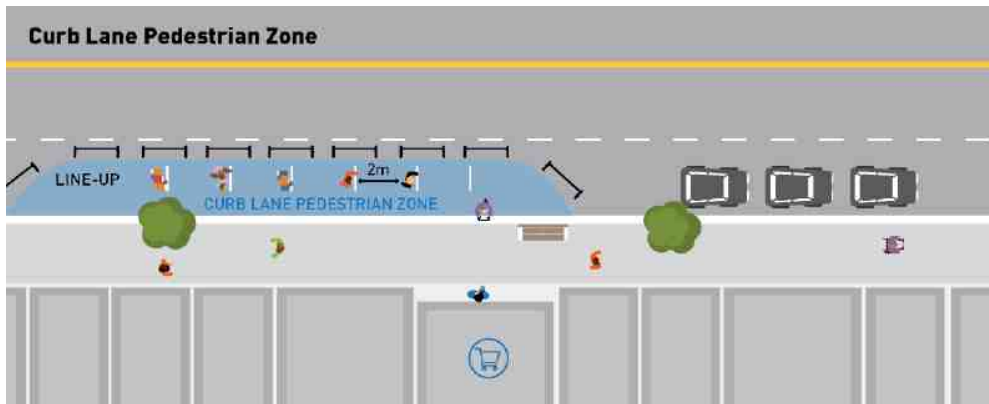 Curb Lane Pedestrian Zone
2m
LINE-UP
CURB LANE PEDESTRIAN ZONE